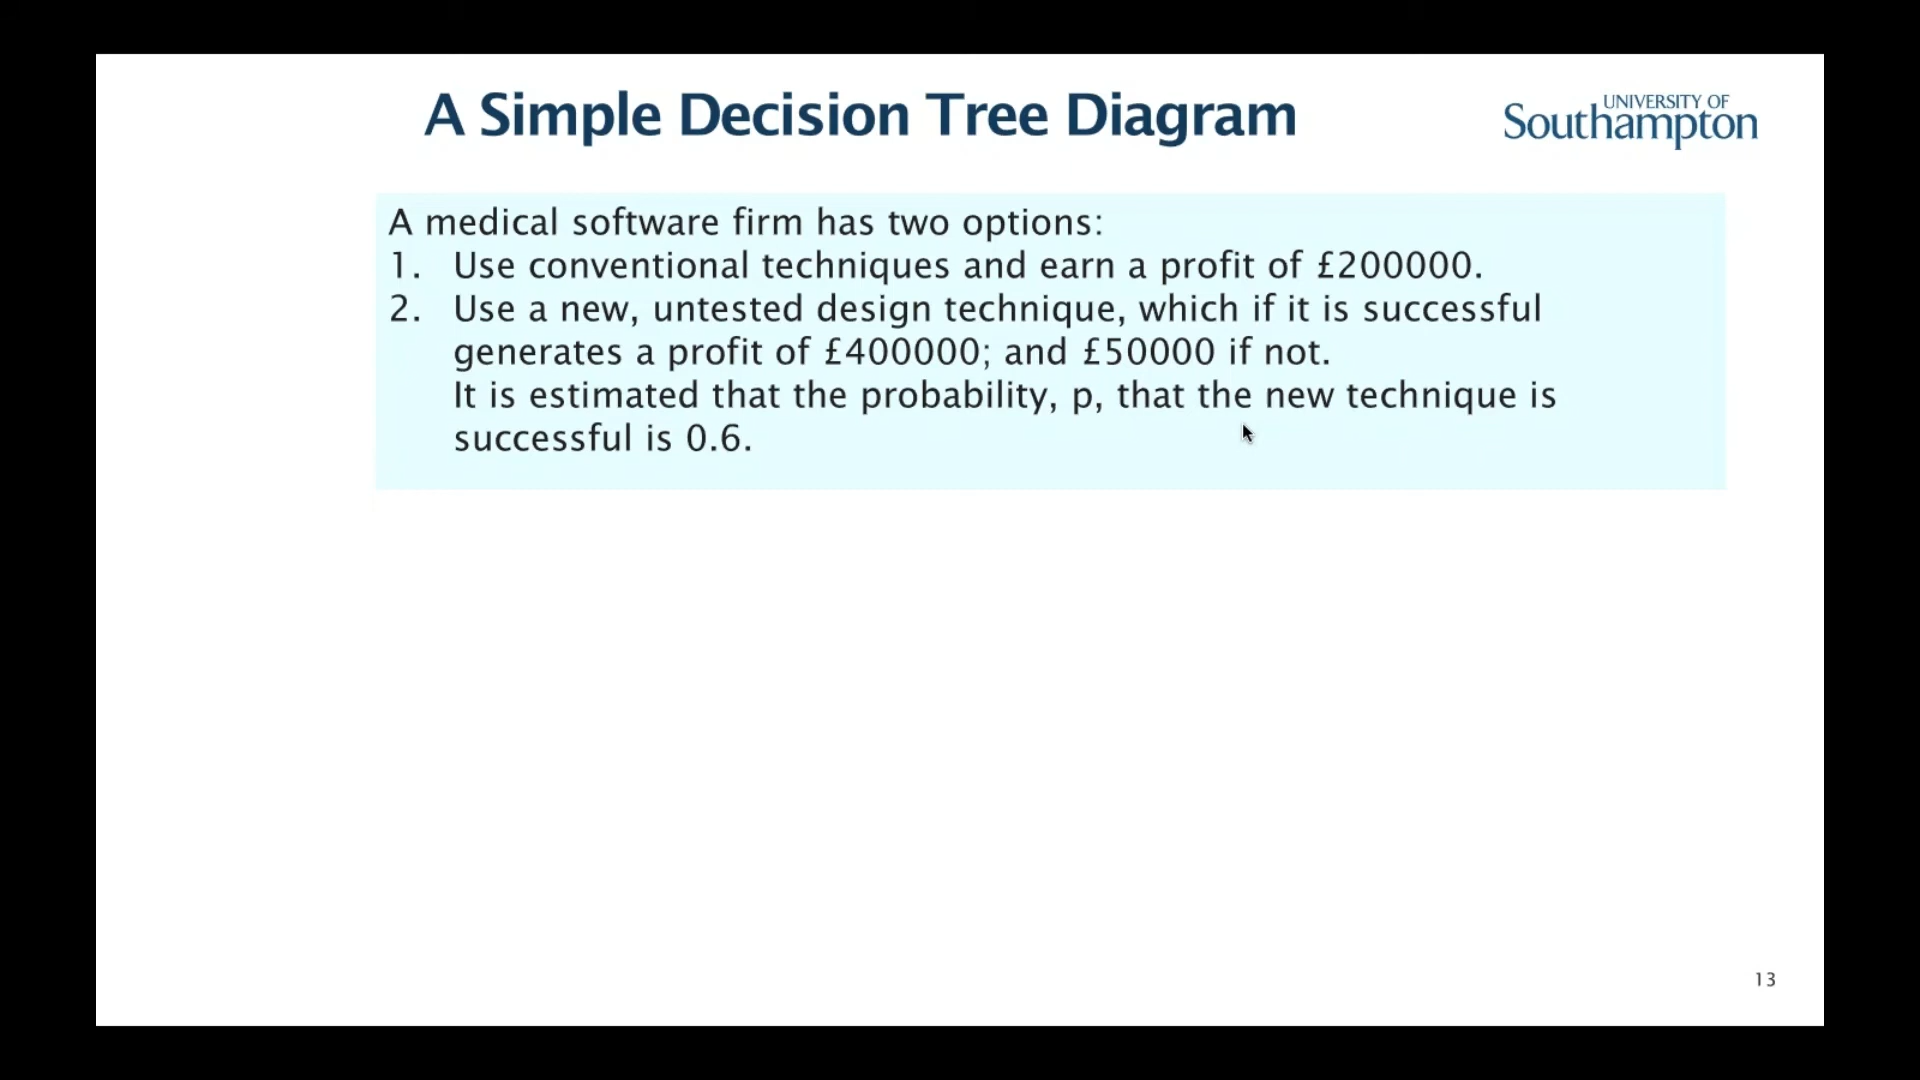 A Simple Decision Tree Diagram
UNIVERSITY OF
Southampton
A medical software firm has two options:
1. Use conventional techniques and earn a profit of £200000.
2. Use a new, untested design technique, which if it is successful
generates a profit of £400000; and £50000 if not.
It is estimated that the probability, p, that the new technique is
successful is 0.6.
13